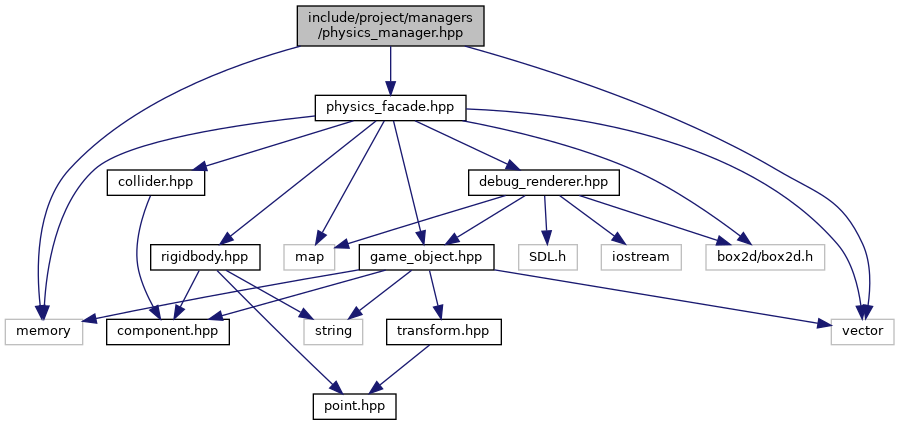 include/project/managers
/physics_manager.hpp
physics_facade.hpp
collider.hpp
debug_renderer.hpp
rigidbody.hpp
map
game_object.hpp
SDL.h
iostream
box2d/box2d.h
memory
component.hpp
string
transform.hpp
vector
point.hpp